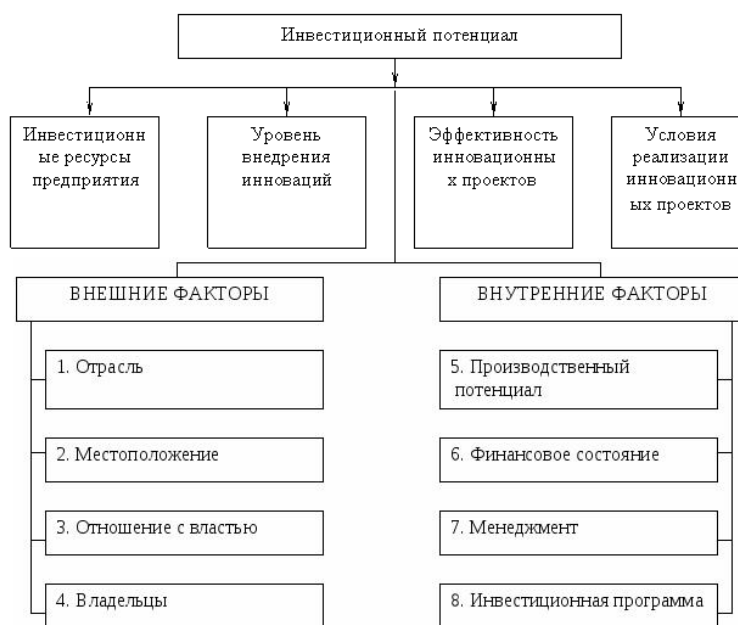 Инвестиционный потенциал
Инвестиционн
ые ресурсы
предприятия
Уровень
внедрения
инноваций
Эффективность
инновационны
х проектов
Условия
реализации
инновационн
ых проектов
ВНЕШНИЕ ФАКТОРЫ
1. Отрасль
2. Местоположение
3. Отношение с властью
4. Владельцы
ВНУТРЕННИЕ ФАКТОРЫ
5. Производственный
потенциал
6. Финансовое состояние
7. Менеджмент
8. Инвестиционная программа